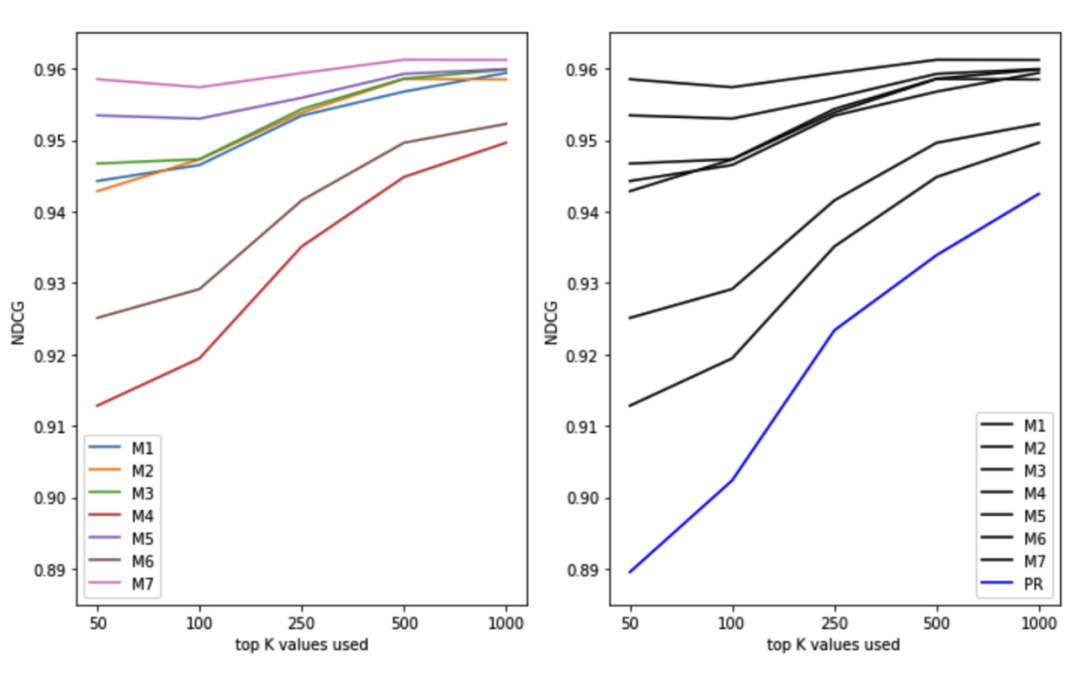 0.96
0.95
0.94
0.93
0.92
0.91
0.90
0.89
NDCG
M1
M2
M3
M4
M5
M6
M7
50 100 250 500 1000
top K values used
0.96
0.95
0.94
0.93
0.92
0.91
0.90
0.89
NDCG
M1
M2
M3
M4
M5
M6
M7
PR
50 100 250 500 1000
top K values used